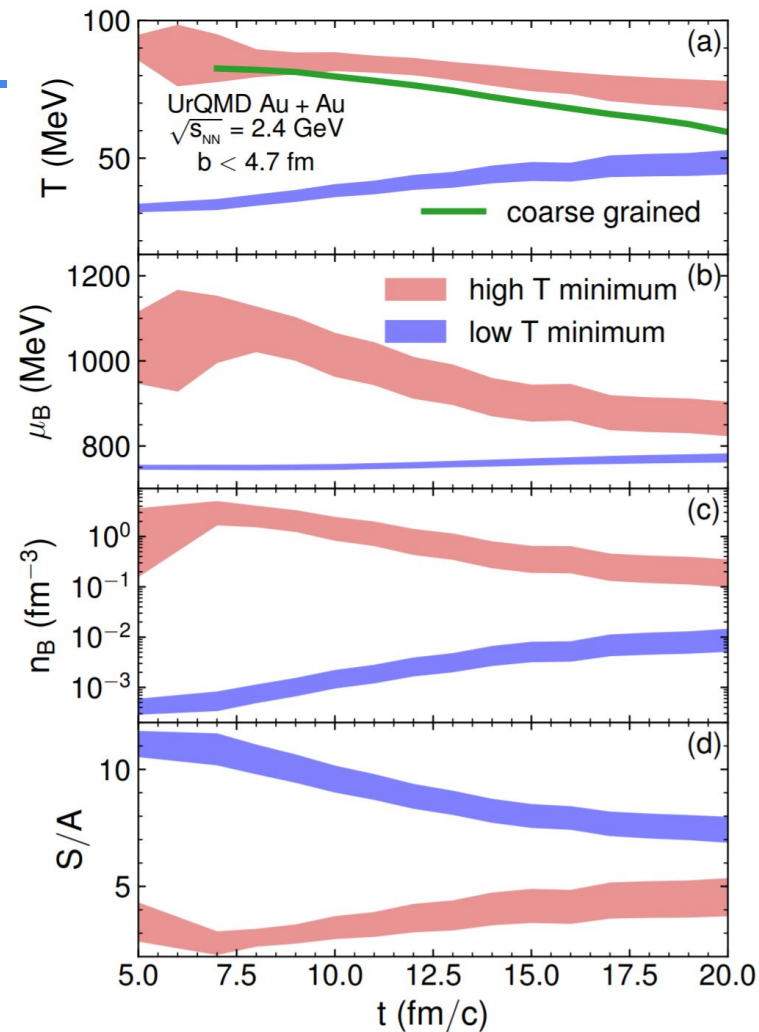 (a)
100
50
T (MeV)
UrQMD Au + Au
√sNN = 2.4 GeV
b < 4.7 fm
coarse grained
(b)
1200
1000
800
μB (MeV)
high T minimum
low T minimum
(c)
10⁰
10⁻¹
10⁻²
10⁻³
nB (fm⁻³)
(d)
10
5
S/A
5.0 7.5 10.0 12.5 15.0 17.5 20.0
t (fm/c)